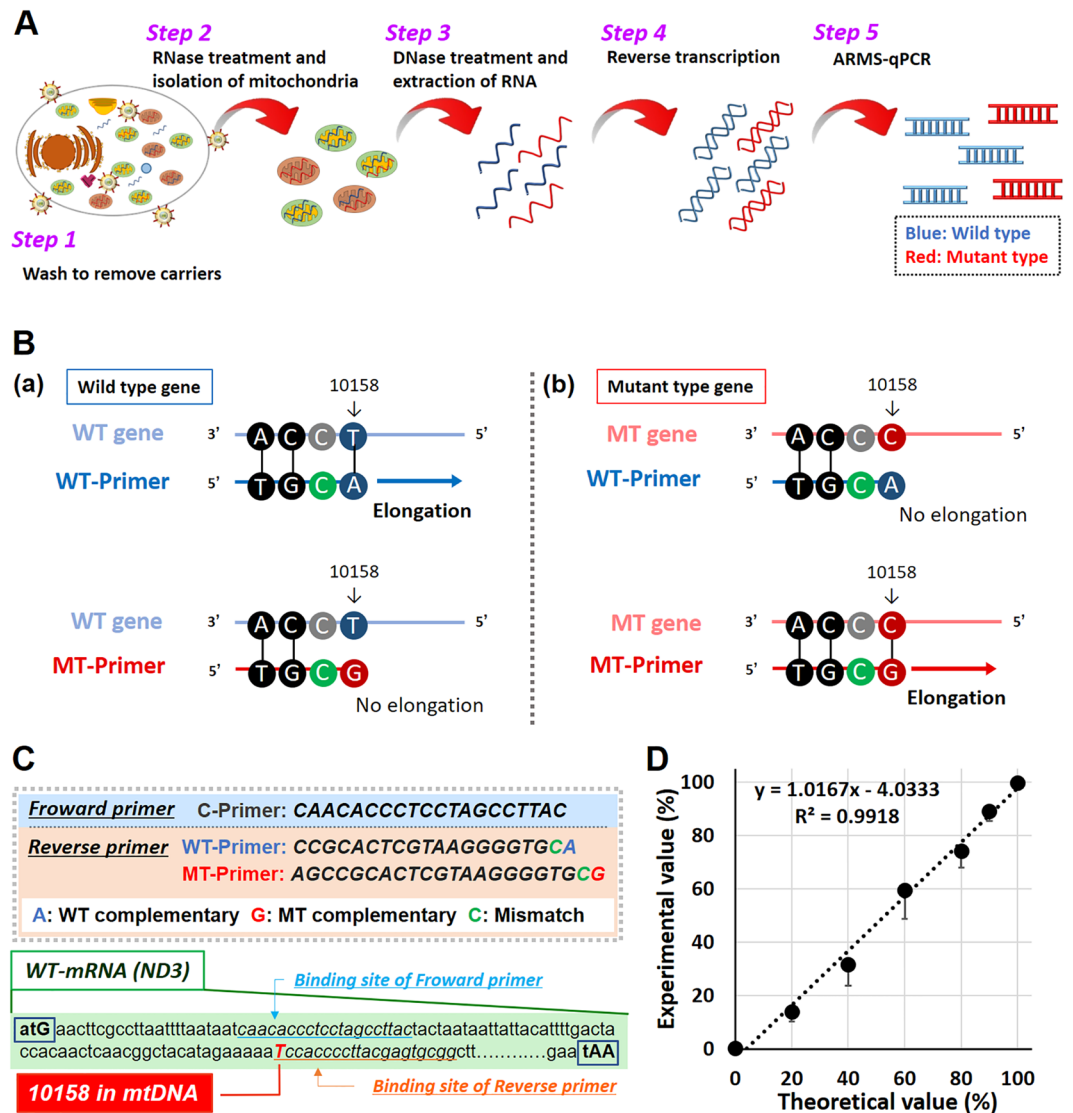 A
Step 2
RNase treatment and
isolation of mitochondria
Step 3
DNase treatment and
extraction of RNA
Step 4
Reverse transcription
Step 5
ARMS-qPCR
Step 1
Wash to remove carriers
Blue: Wild type
Red: Mutant type
B
(a) Wild type gene
10158
WT gene 3’ A C C T 5’
WT-Primer 5’ T G C A
Elongation
10158
WT gene 3’ A C C T 5’
MT-Primer 5’ T G C G
No elongation
(b) Mutant type gene
10158
MT gene 3’ A C C C 5’
WT-Primer 5’ T G C A
No elongation
10158
MT gene 3’ A C C C 5’
MT-Primer 5’ T G C G
Elongation
C
Froward primer C-Primer: CAACACCCTCCTAGCCTTAC
Reverse primer WT-Primer: CCGCACTCGTAAGGGGTGCA
MT-Primer: AGCCGCACTCGTAAGGGGTGCG
A: WT complementary G: MT complementary C: Mismatch
WT-mRNA (ND3)
Binding site of Froward primer
atGaacttcgccttaattttaataatcaacaccctcctagccttactactaataattattacattttgacta
ccacaactcaacggctacatagaaaaaTccaccccttacgagtgcggctt...........gaatAA
10158 in mtDNA
Binding site of Reverse primer
D
y = 1.0167x - 4.0333
R² = 0.9918
Experimental value (%)
100
80
60
40
20
0
0 20 40 60 80 100
Theoretical value (%)